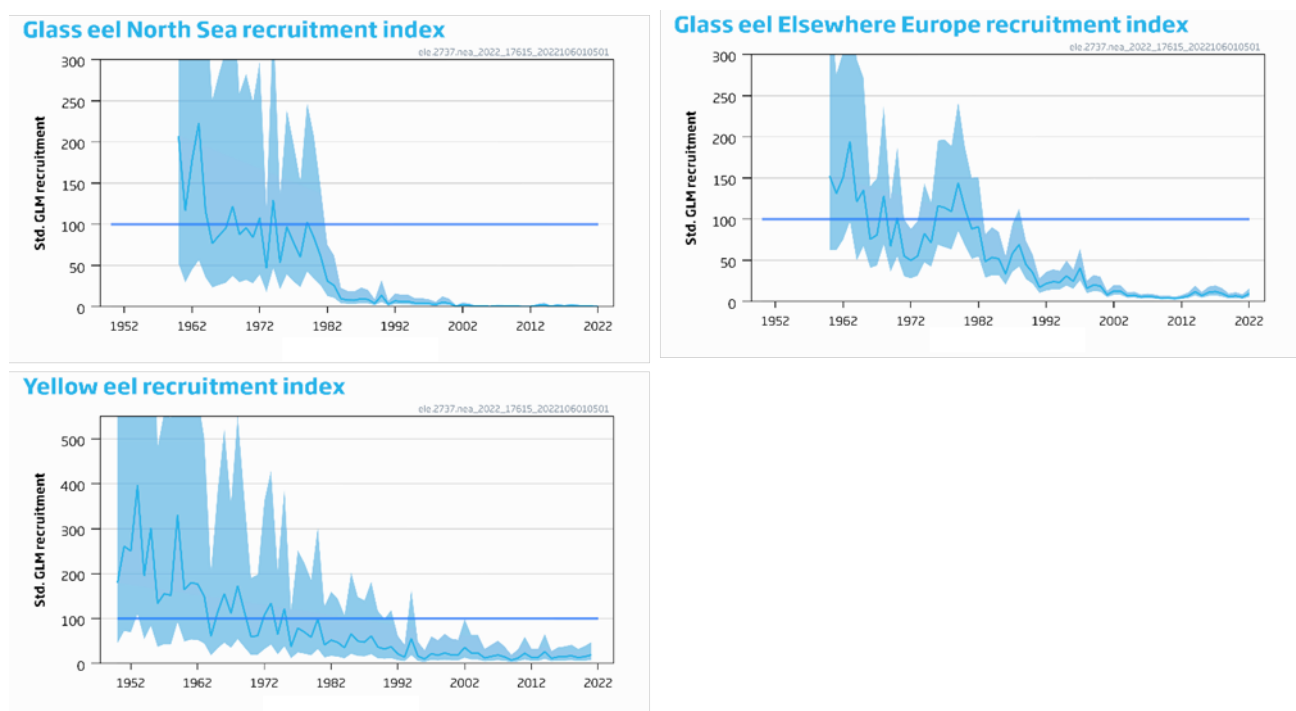 Glass eel North Sea recruitment index
ele.2737.nea_2022_17615_2022106010501
Std. GLM recruitment
300
250
200
150
100
50
0
1952 1962 1972 1982 1992 2002 2012 2022
Glass eel Elsewhere Europe recruitment index
ele.2737.nea_2022_17615_2022106010501
Std. GLM recruitment
300
250
200
150
100
50
0
1952 1962 1972 1982 1992 2002 2012 2022
Yellow eel recruitment index
ele.2737.nea_2022_17615_2022106010501
Std. GLM recruitment
500
400
300
200
100
0
1952 1962 1972 1982 1992 2002 2012 2022